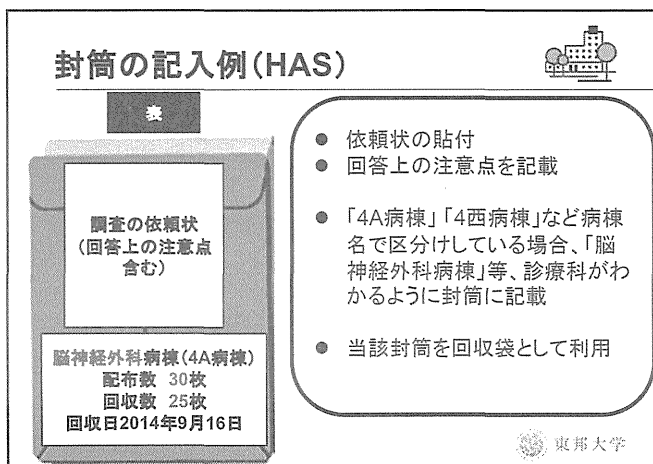 封筒の記入例(HAS)
表
調査の依頼状
(回答上の注意点
含む)
脳神経外科病棟(4A病棟)
配布数 30枚
回収数 25枚
回収日2014年9月16日
● 依頼状の貼付
● 回答上の注意点を記載
● 「4A病棟」「4西病棟」など病棟
名で区分けしている場合、「脳
神経外科病棟」等、診療科がわ
かるように封筒に記載
● 当該封筒を回収袋として利用
東邦大学